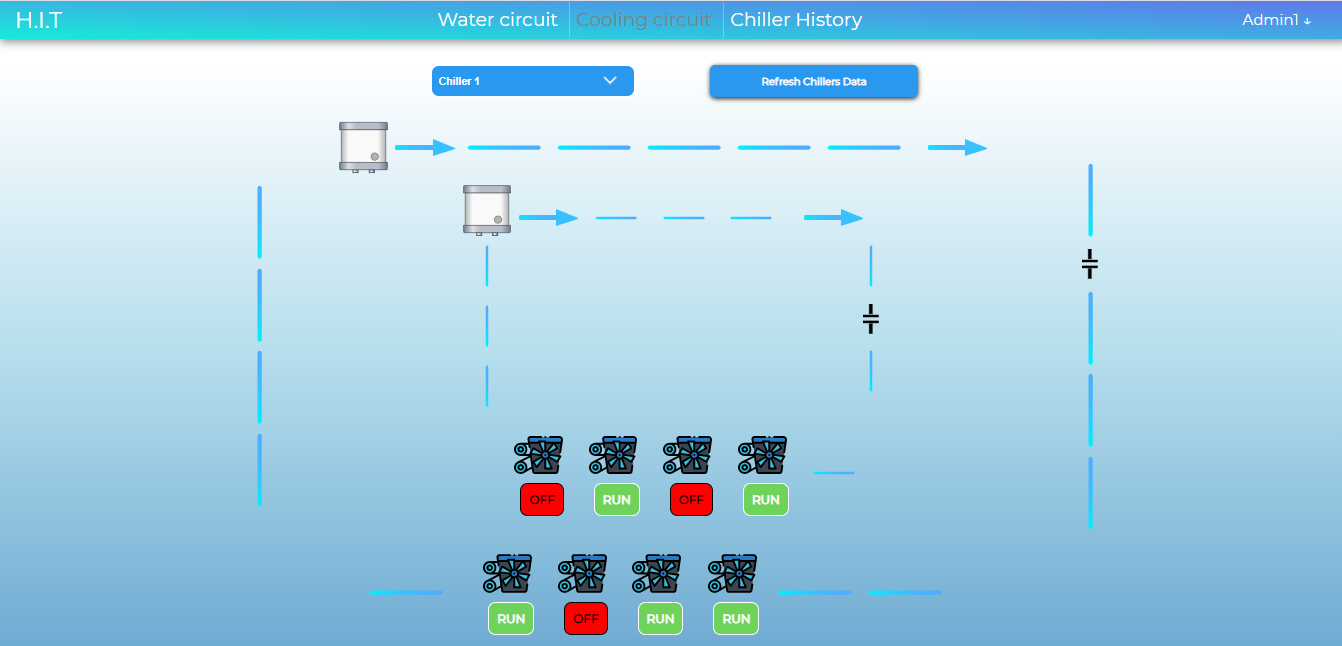 H.I.T Water circuit Cooling circuit Chiller History Admin1 ↓
Chiller 1 Refresh Chillers Data
OFF RUN OFF RUN
RUN OFF RUN RUN